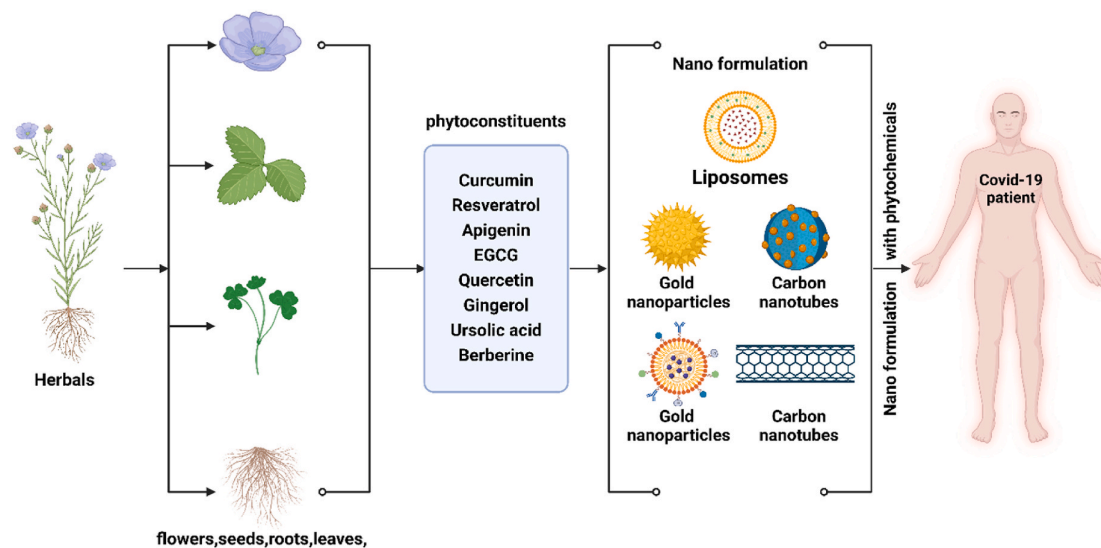 Herbals
flowers,seeds,roots,leaves,
phytoconstituents
Curcumin
Resveratrol
Apigenin
EGCG
Quercetin
Gingerol
Ursolic acid
Berberine
Nano formulation
Liposomes
Gold
nanoparticles
Carbon
nanotubes
Gold
nanoparticles
Carbon
nanotubes
Nano formulation with phytochemicals
Covid-19
patient